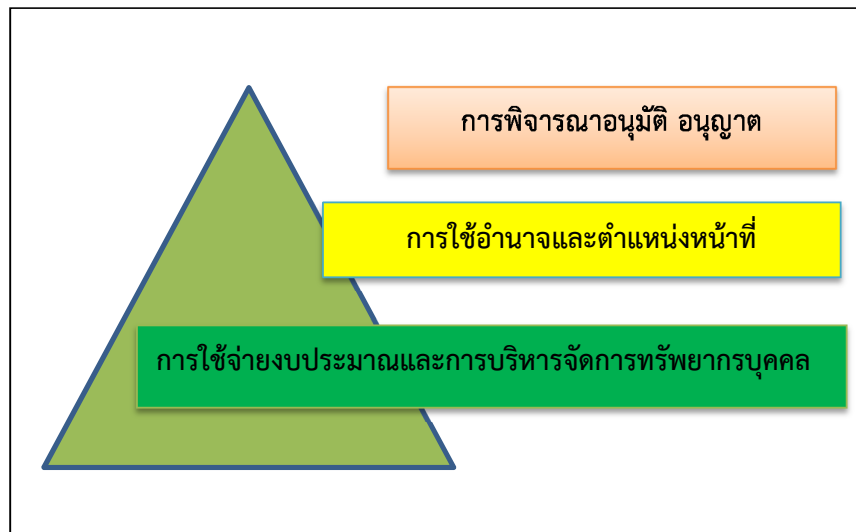 การพิจารณาอนุมัติ อนุญาต
การใช้อำนาจและตำแหน่งหน้าที่
การใช้จ่ายงบประมาณและการบริหารจัดการทรัพยากรบุคคล